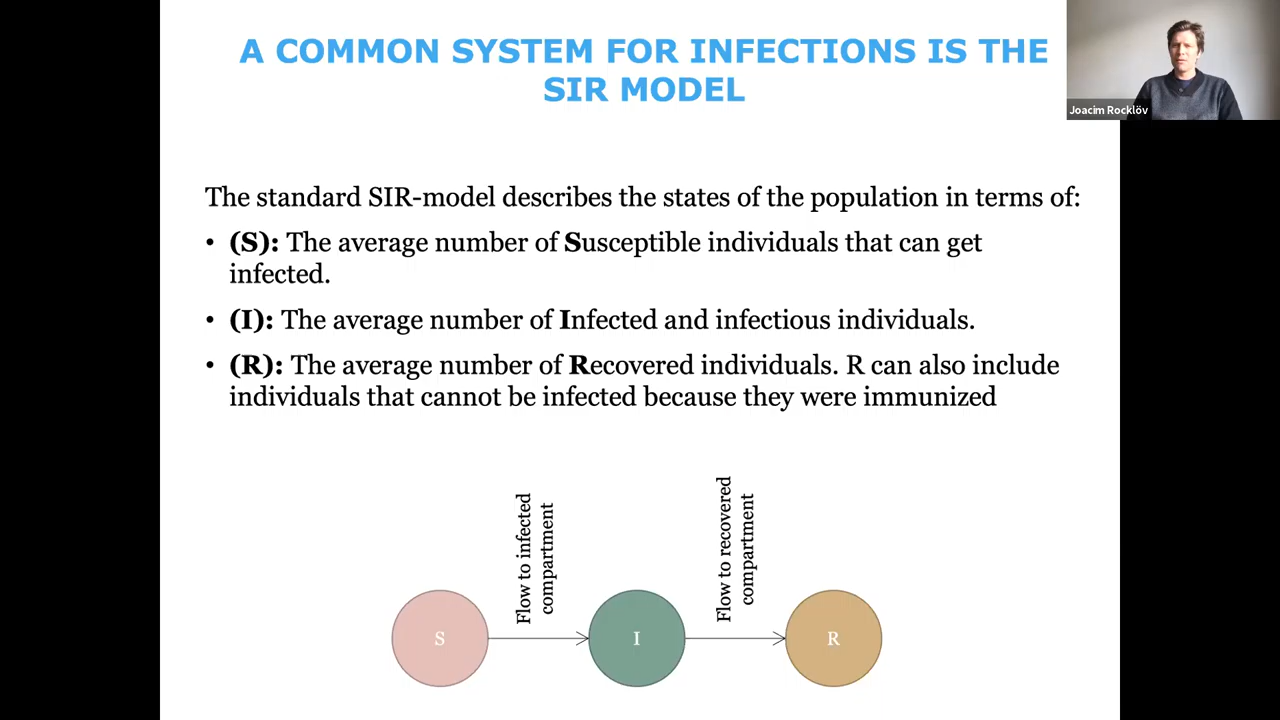 A COMMON SYSTEM FOR INFECTIONS IS THE
SIR MODEL
Joacim Rocklöv
The standard SIR-model describes the states of the population in terms of:
• (S): The average number of Susceptible individuals that can get
infected.
• (I): The average number of Infected and infectious individuals.
• (R): The average number of Recovered individuals. R can also include
individuals that cannot be infected because they were immunized
Flow to infected
compartment
Flow to recovered
compartment
S
I
R